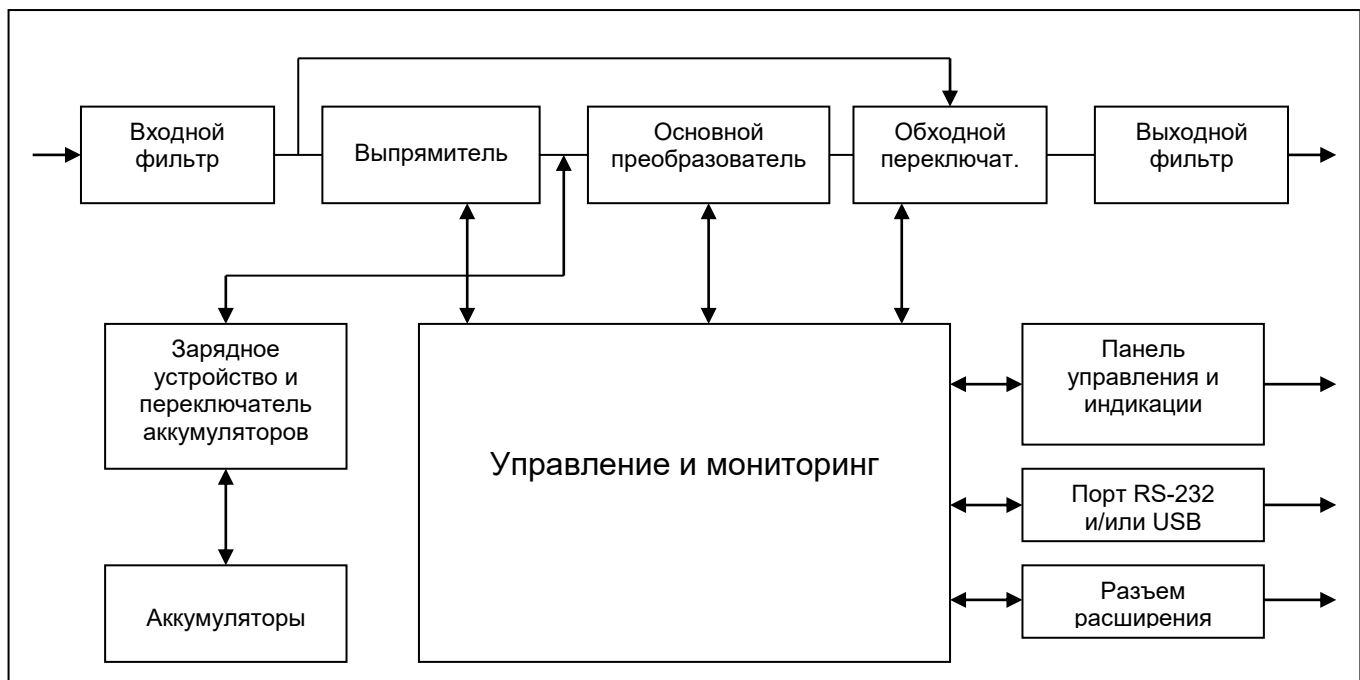 Входной
фильтр
Выпрямитель
Основной
преобразователь
Обходной
переключат.
Выходной
фильтр
Зарядное
устройство и
переключатель
аккумуляторов
Управление и мониторинг
Панель
управления и
индикации
Порт RS-232
и/или USB
Разъем
расширения
Аккумуляторы